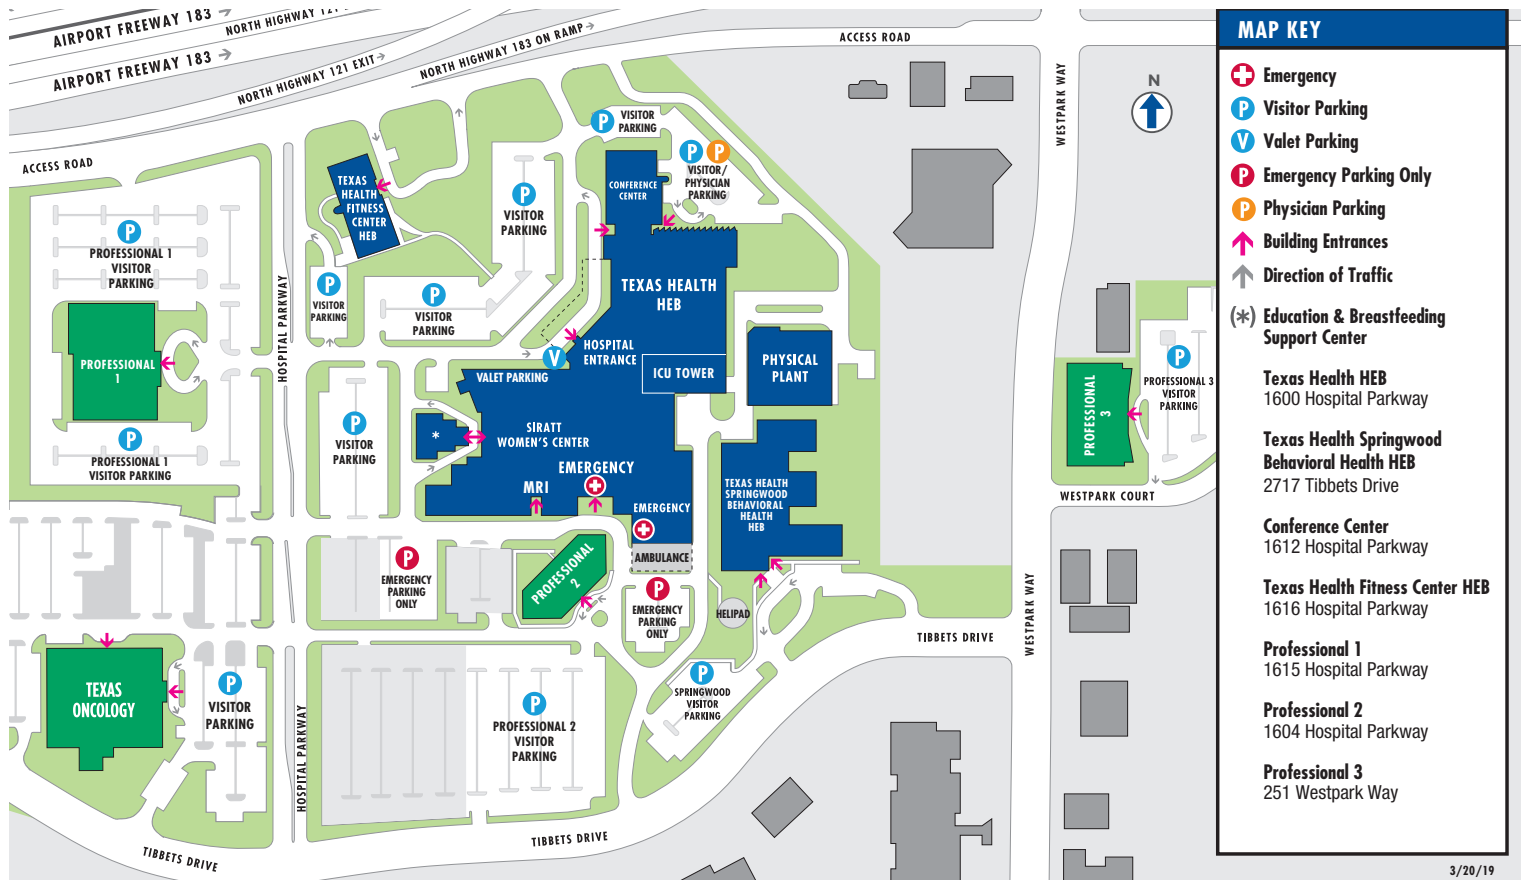 AIRPORT FREEWAY 183
NORTH HIGHWAY 121
AIRPORT FREEWAY 183
NORTH HIGHWAY 121 EXIT
NORTH HIGHWAY 183 ON RAMP
ACCESS ROAD
ACCESS ROAD
WESTPARK WAY
N
P
VISITOR
PARKING
P P
VISITOR/
PHYSICIAN
PARKING
CONFERENCE
CENTER
TEXAS
HEALTH
FITNESS
CENTER
HEB
P
VISITOR
PARKING
P
PROFESSIONAL 1
VISITOR
PARKING
HOSPITAL PARKWAY
P
VISITOR
PARKING
P
VISITOR
PARKING
TEXAS HEALTH
HEB
HOSPITAL
ENTRANCE
V
VALET PARKING
ICU TOWER
PHYSICAL
PLANT
PROFESSIONAL
1
P
PROFESSIONAL 1
VISITOR PARKING
P
VISITOR
PARKING
*
SIRATT
WOMEN'S CENTER
EMERGENCY
MRI
EMERGENCY
AMBULANCE
TEXAS HEALTH
SPRINGWOOD
BEHAVIORAL
HEALTH
HEB
PROFESSIONAL
3
P
PROFESSIONAL 3
VISITOR
PARKING
WESTPARK COURT
P
EMERGENCY
PARKING
ONLY
PROFESSIONAL
2
P
EMERGENCY
PARKING
ONLY
HELIPAD
TIBBETS DRIVE
WESTPARK WAY
TEXAS
ONCOLOGY
P
VISITOR
PARKING
HOSPITAL PARKWAY
P
PROFESSIONAL 2
VISITOR
PARKING
P
SPRINGWOOD
VISITOR
PARKING
TIBBETS DRIVE
TIBBETS DRIVE
MAP KEY
Emergency
P Visitor Parking
V Valet Parking
P Emergency Parking Only
P Physician Parking
Building Entrances
Direction of Traffic
(*) Education & Breastfeeding
Support Center
Texas Health HEB
1600 Hospital Parkway
Texas Health Springwood
Behavioral Health HEB
2717 Tibbets Drive
Conference Center
1612 Hospital Parkway
Texas Health Fitness Center HEB
1616 Hospital Parkway
Professional 1
1615 Hospital Parkway
Professional 2
1604 Hospital Parkway
Professional 3
251 Westpark Way
3/20/19